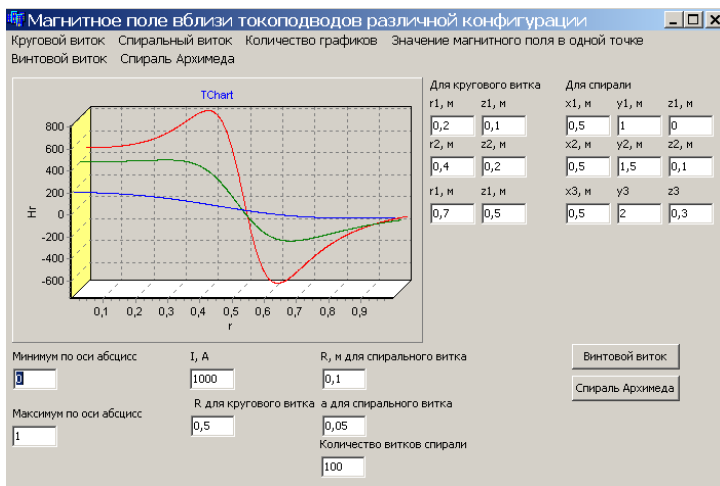 Магнитное поле вблизи токоподводов различной конфигурации
Круговой виток Спиральный виток Количество графиков Значение магнитного поля в одной точке
Винтовой виток Спираль Архимеда
TChart
800
600
400
200
0
-200
-400
-600
Hr
0,1 0,2 0,3 0,4 0,5 0,6 0,7 0,8 0,9
r
Для кругового витка
r1, м z1, м
0,2 0,1
r2, м z2, м
0,4 0,2
r1, м z1, м
0,7 0,5
Для спирали
x1, м y1, м z1, м
0,5 1 0
x2, м y2, м z2, м
0,5 1,5 0,1
x3, м y3 z3
0,5 2 0,3
Минимум по оси абсцисс
0
Максимум по оси абсцисс
1
I, А
1000
R для кругового витка
0,5
R, м для спирального витка
0,1
а для спирального витка
0,05
Количество витков спирали
100
Винтовой виток
Спираль Архимеда